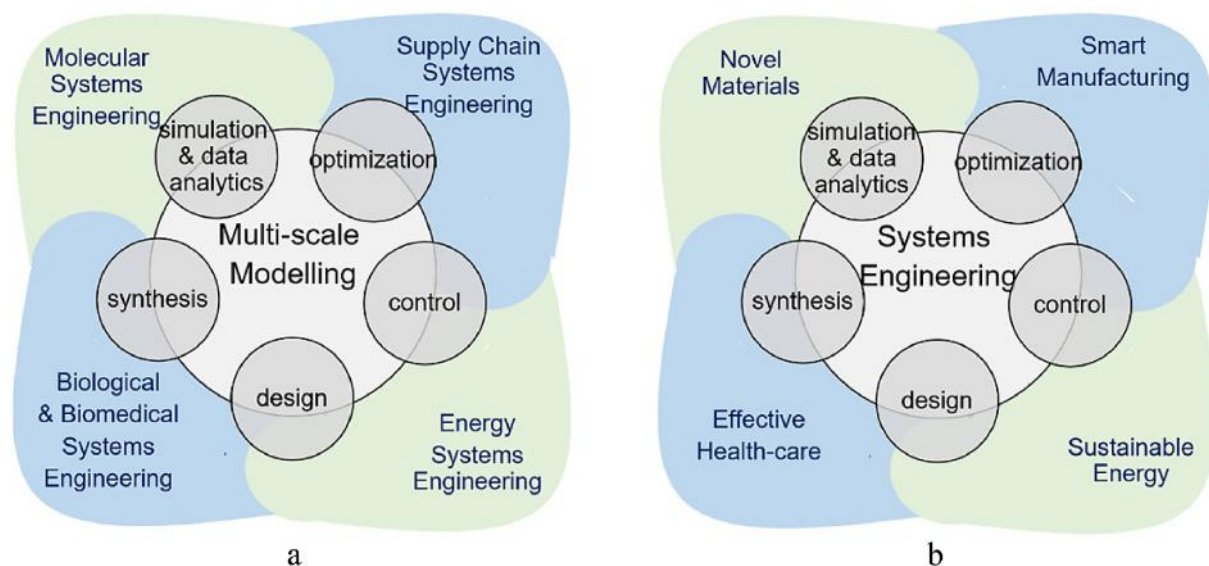 Molecular
Systems
Engineering
Supply Chain
Systems
Engineering
simulation
& data
analytics
optimization
Multi-scale
Modelling
synthesis
control
design
Biological
& Biomedical
Systems
Engineering
Energy
Systems
Engineering
a
Novel
Materials
Smart
Manufacturing
simulation
& data
analytics
optimization
Systems
Engineering
synthesis
control
design
Effective
Health-care
Sustainable
Energy
b